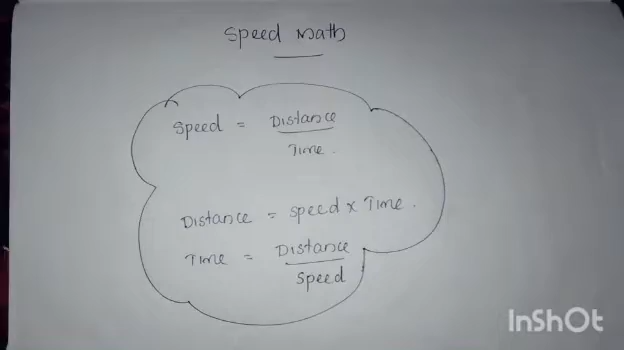 Speed Math
Speed = Distance / Time.
Distance = Speed x Time.
Time = Distance / Speed
InShOt